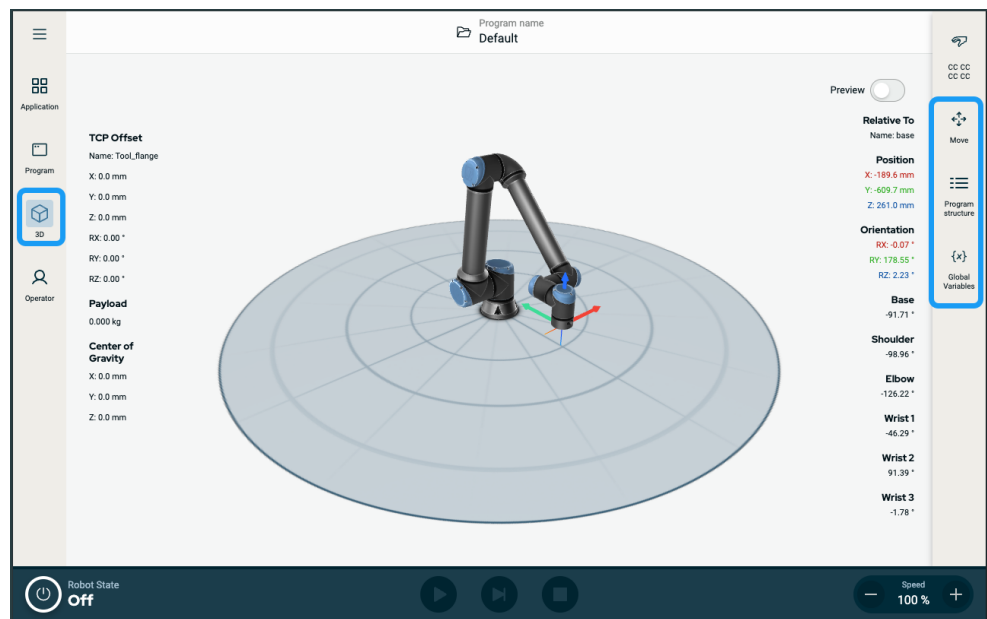 Program name
Default
CC CC
CC CC
Application
Program
3D
Operator
TCP Offset
Name: Tool_flange
X: 0.0 mm
Y: 0.0 mm
Z: 0.0 mm
RX: 0.00 °
RY: 0.00 °
RZ: 0.00 °
Payload
0.000 kg
Center of
Gravity
X: 0.0 mm
Y: 0.0 mm
Z: 0.0 mm
Preview
Relative To
Name: base
Position
X: -189.6 mm
Y: -609.7 mm
Z: 261.0 mm
Orientation
RX: -0.07 °
RY: 178.55 °
RZ: 2.23 °
Base
-91.71 °
Shoulder
-98.96 °
Elbow
-126.22 °
Wrist 1
-46.29 °
Wrist 2
91.39 °
Wrist 3
-1.78 °
Move
Program
structure
{x}
Global
Variables
Robot State
Off
Speed
100 %